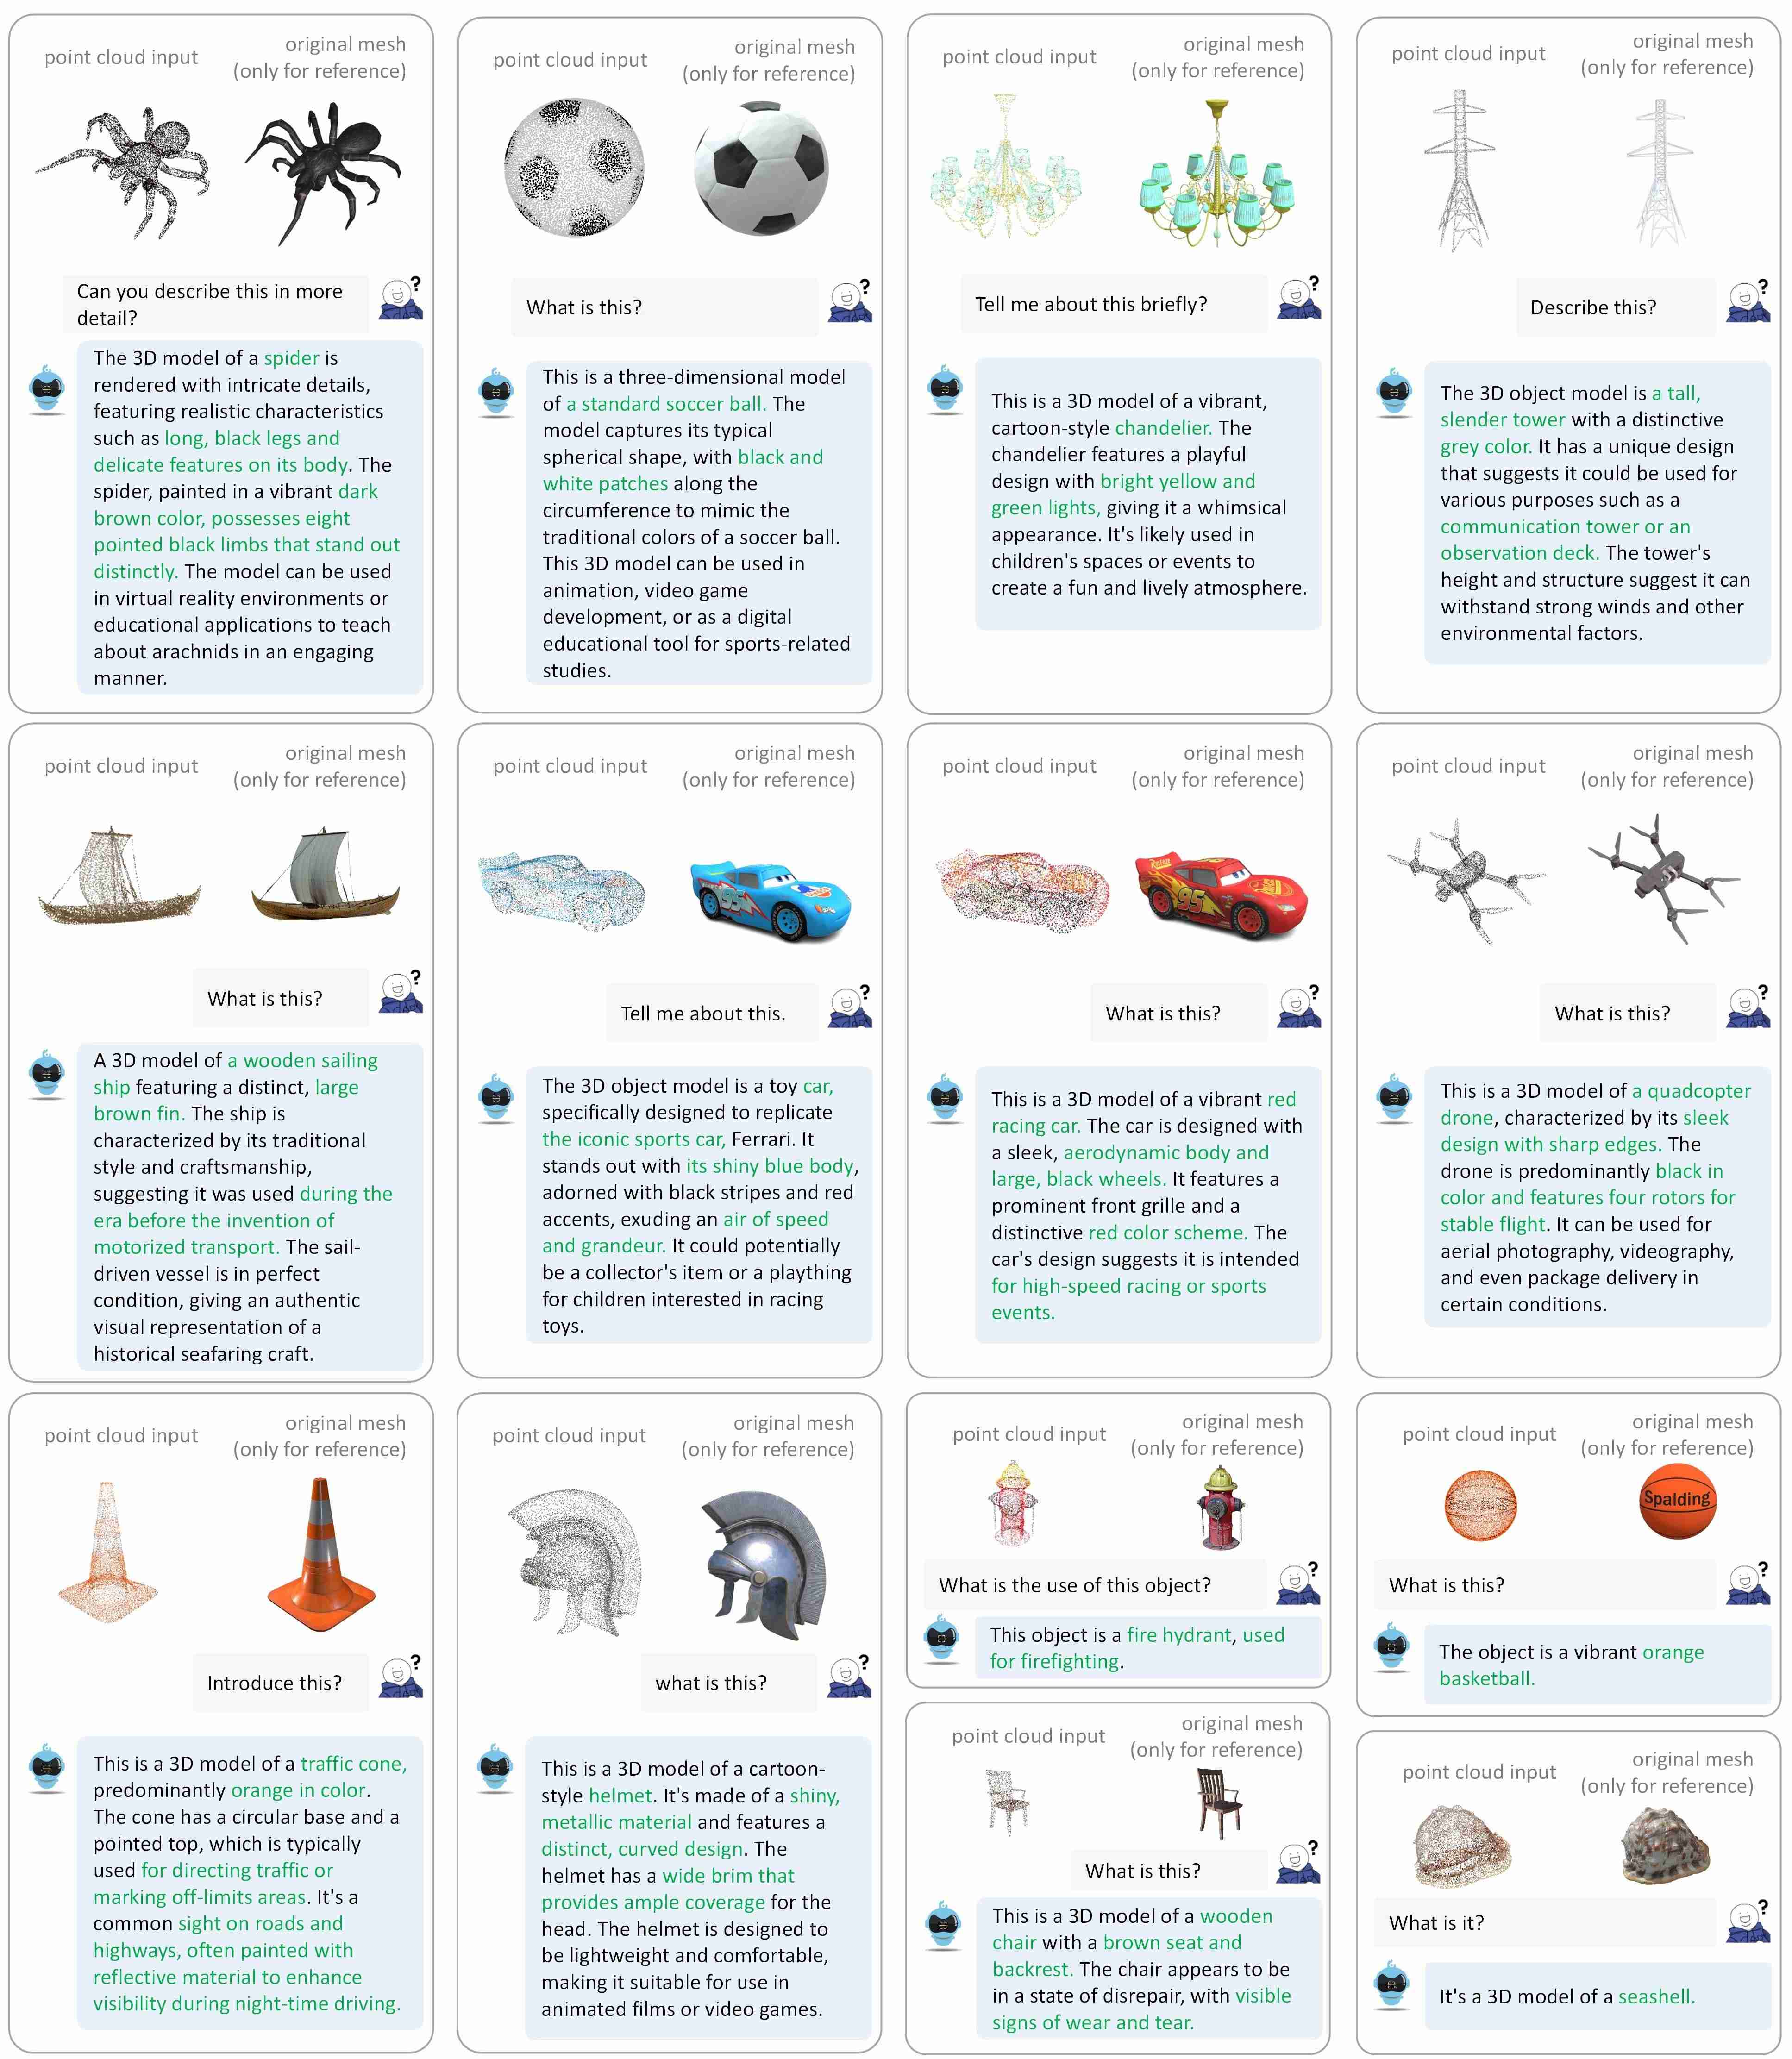 point cloud input
original mesh
(only for reference)
?
Can you describe this in more
detail?
The 3D model of a spider is
rendered with intricate details,
featuring realistic characteristics
such as long, black legs and
delicate features on its body. The
spider, painted in a vibrant dark
brown color, possesses eight
pointed black limbs that stand out
distinctly. The model can be used
in virtual reality environments or
educational applications to teach
about arachnids in an engaging
manner.
point cloud input
original mesh
(only for reference)
?
What is this?
This is a three-dimensional model
of a standard soccer ball. The
model captures its typical
spherical shape, with black and
white patches along the
circumference to mimic the
traditional colors of a soccer ball.
This 3D model can be used in
animation, video game
development, or as a digital
educational tool for sports-related
studies.
point cloud input
original mesh
(only for reference)
?
Tell me about this briefly?
This is a 3D model of a vibrant,
cartoon-style chandelier. The
chandelier features a playful
design with bright yellow and
green lights, giving it a whimsical
appearance. It's likely used in
children's spaces or events to
create a fun and lively atmosphere.
point cloud input
original mesh
(only for reference)
?
Describe this?
The 3D object model is a tall,
slender tower with a distinctive
grey color. It has a unique design
that suggests it could be used for
various purposes such as a
communication tower or an
observation deck. The tower's
height and structure suggest it can
withstand strong winds and other
environmental factors.
point cloud input
original mesh
(only for reference)
?
What is this?
A 3D model of a wooden sailing
ship featuring a distinct, large
brown fin. The ship is
characterized by its traditional
style and craftsmanship,
suggesting it was used during the
era before the invention of
motorized transport. The sail-
driven vessel is in perfect
condition, giving an authentic
visual representation of a
historical seafaring craft.
point cloud input
original mesh
(only for reference)
95
?
Tell me about this.
The 3D object model is a toy car,
specifically designed to replicate
the iconic sports car, Ferrari. It
stands out with its shiny blue body,
adorned with black stripes and red
accents, exuding an air of speed
and grandeur. It could potentially
be a collector's item or a plaything
for children interested in racing
toys.
point cloud input
original mesh
(only for reference)
95
?
What is this?
This is a 3D model of a vibrant red
racing car. The car is designed with
a sleek, aerodynamic body and
large, black wheels. It features a
prominent front grille and a
distinctive red color scheme. The
car's design suggests it is intended
for high-speed racing or sports
events.
point cloud input
original mesh
(only for reference)
?
What is this?
This is a 3D model of a quadcopter
drone, characterized by its sleek
design with sharp edges. The
drone is predominantly black in
color and features four rotors for
stable flight. It can be used for
aerial photography, videography,
and even package delivery in
certain conditions.
point cloud input
original mesh
(only for reference)
?
Introduce this?
This is a 3D model of a traffic cone,
predominantly orange in color.
The cone has a circular base and a
pointed top, which is typically
used for directing traffic or
marking off-limits areas. It's a
common sight on roads and
highways, often painted with
reflective material to enhance
visibility during night-time driving.
point cloud input
original mesh
(only for reference)
?
what is this?
This is a 3D model of a cartoon-
style helmet. It's made of a shiny,
metallic material and features a
distinct, curved design. The
helmet has a wide brim that
provides ample coverage for the
head. The helmet is designed to
be lightweight and comfortable,
making it suitable for use in
animated films or video games.
point cloud input
original mesh
(only for reference)
?
What is the use of this object?
This object is a fire hydrant, used
for firefighting.
point cloud input
original mesh
(only for reference)
?
What is this?
This is a 3D model of a wooden
chair with a brown seat and
backrest. The chair appears to be
in a state of disrepair, with visible
signs of wear and tear.
point cloud input
original mesh
(only for reference)
Spalding
?
What is this?
The object is a vibrant orange
basketball.
point cloud input
original mesh
(only for reference)
?
What is it?
It's a 3D model of a seashell.